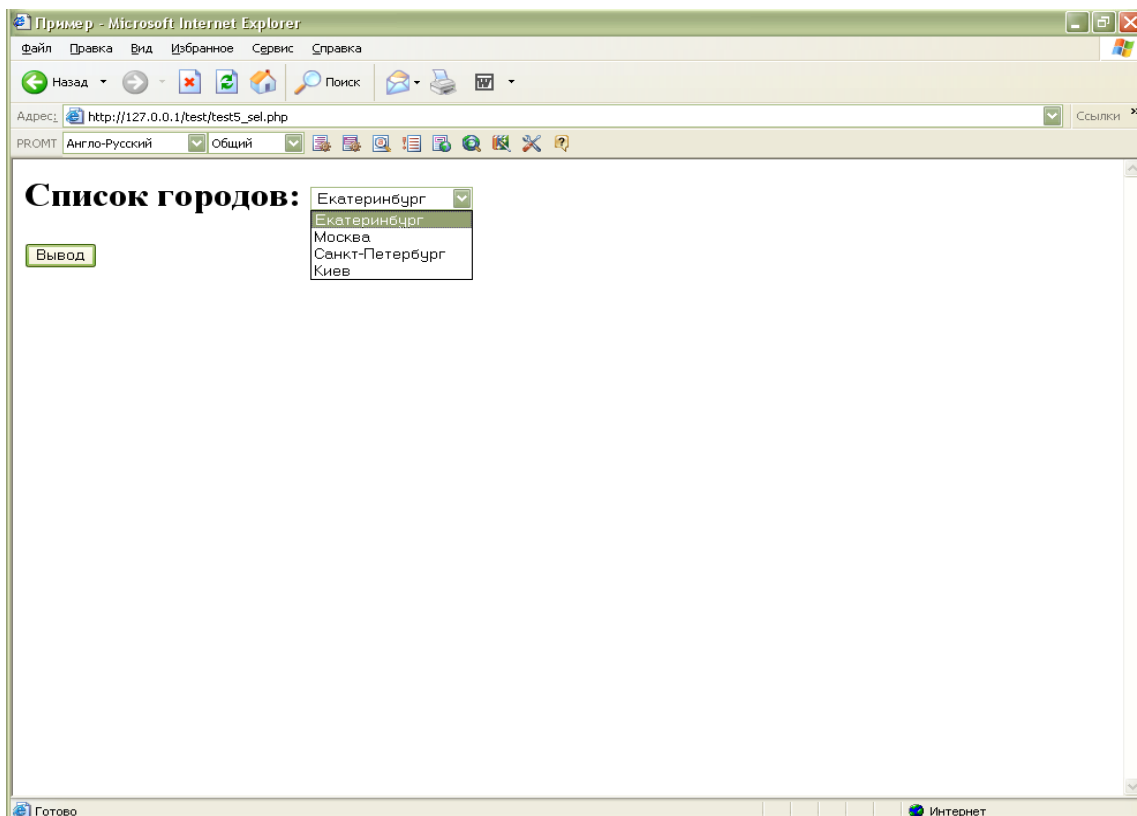 Пример - Microsoft Internet Explorer
Файл Правка Вид Избранное Сервис Справка
Назад Поиск
Адрес: http://127.0.0.1/test/test5_sel.php Ссылки »
PROMT Англо-Русский Общий
Список городов: Екатеринбург
Екатеринбург
Москва
Вывод Санкт-Петербург
Киев
Готово Интернет